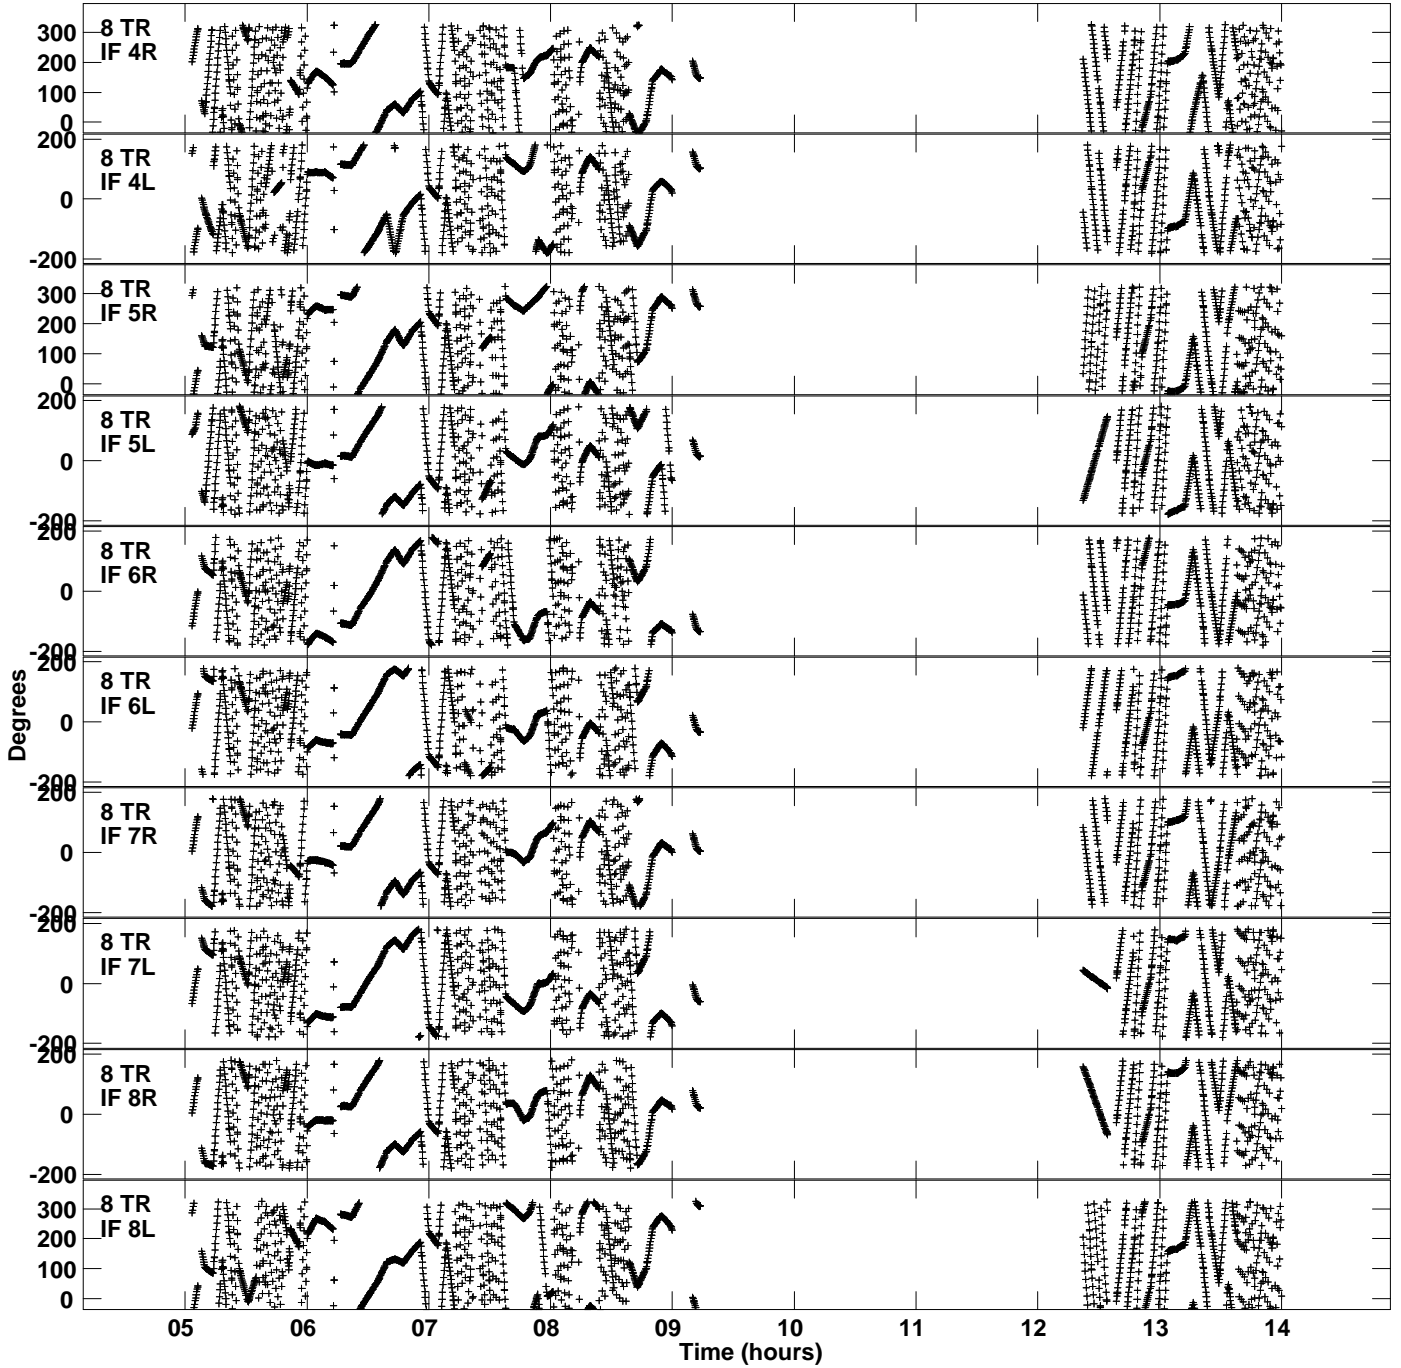 8 TR
IF 4R
300
200
100
0
8 TR
IF 4L
200
0
-200
8 TR
IF 5R
300
200
100
0
8 TR
IF 5L
200
0
-200
8 TR
IF 6R
200
0
-200
8 TR
IF 6L
200
0
-200
8 TR
IF 7R
200
0
-200
8 TR
IF 7L
200
0
-200
8 TR
IF 8R
200
0
-200
8 TR
IF 8L
300
200
100
0
Degrees
05 06 07 08 09 10 11 12 13 14
Time (hours)